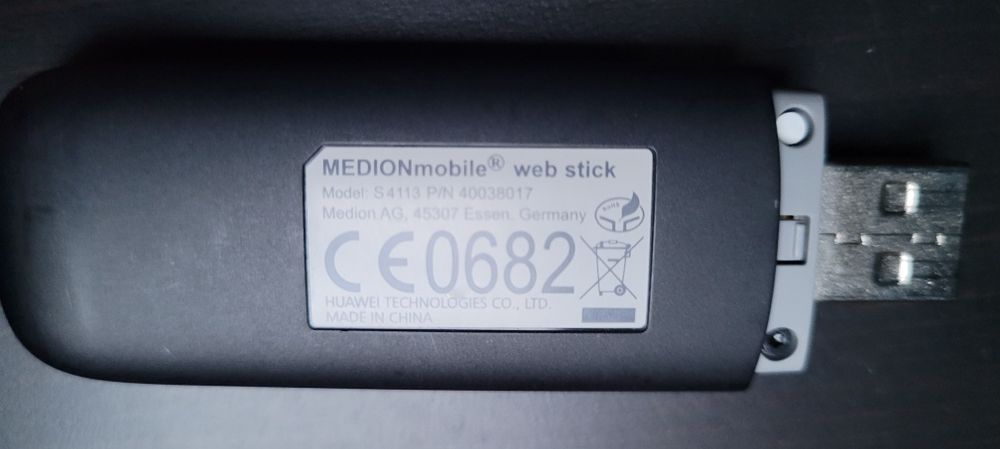 MEDIONmobile® web stick
Model: S4113 P/N 40038017
Medion AG, 45307 Essen. Germany
RoHS
CE0682
HUAWEI TECHNOLOGIES CO., LTD.
MADE IN CHINA